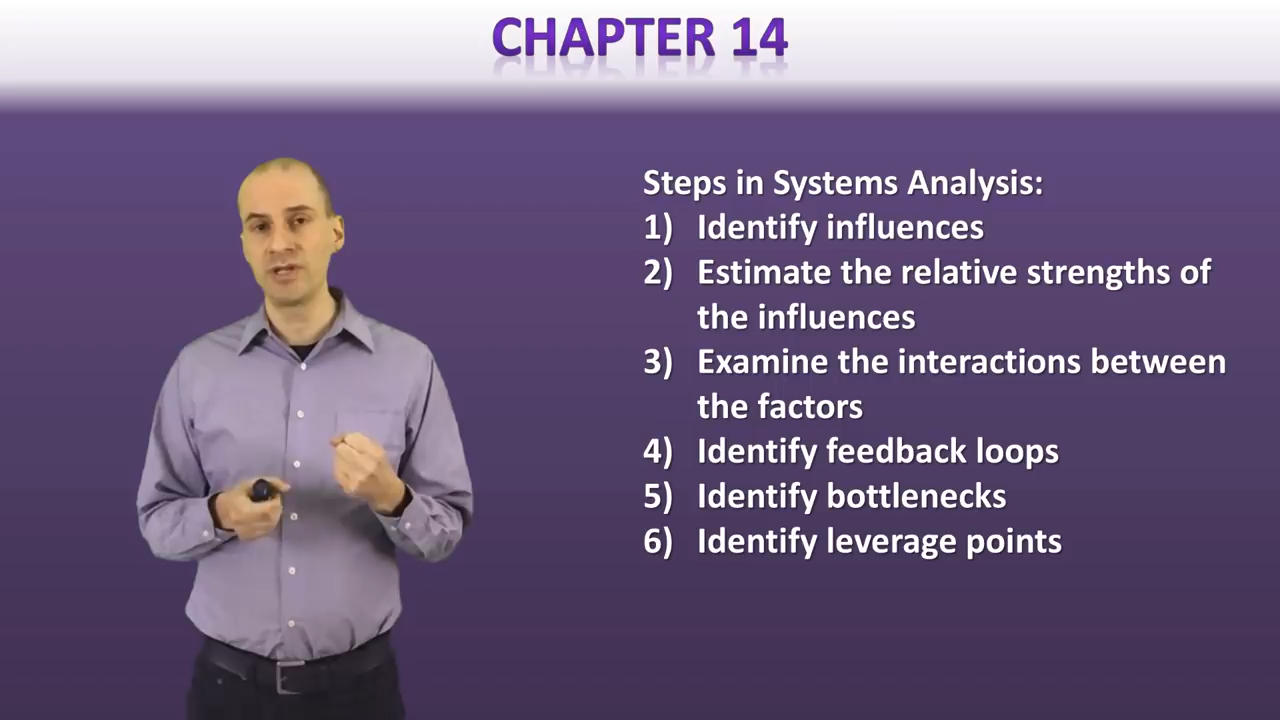 CHAPTER 14
Steps in Systems Analysis:
1) Identify influences
2) Estimate the relative strengths of
the influences
3) Examine the interactions between
the factors
4) Identify feedback loops
5) Identify bottlenecks
6) Identify leverage points